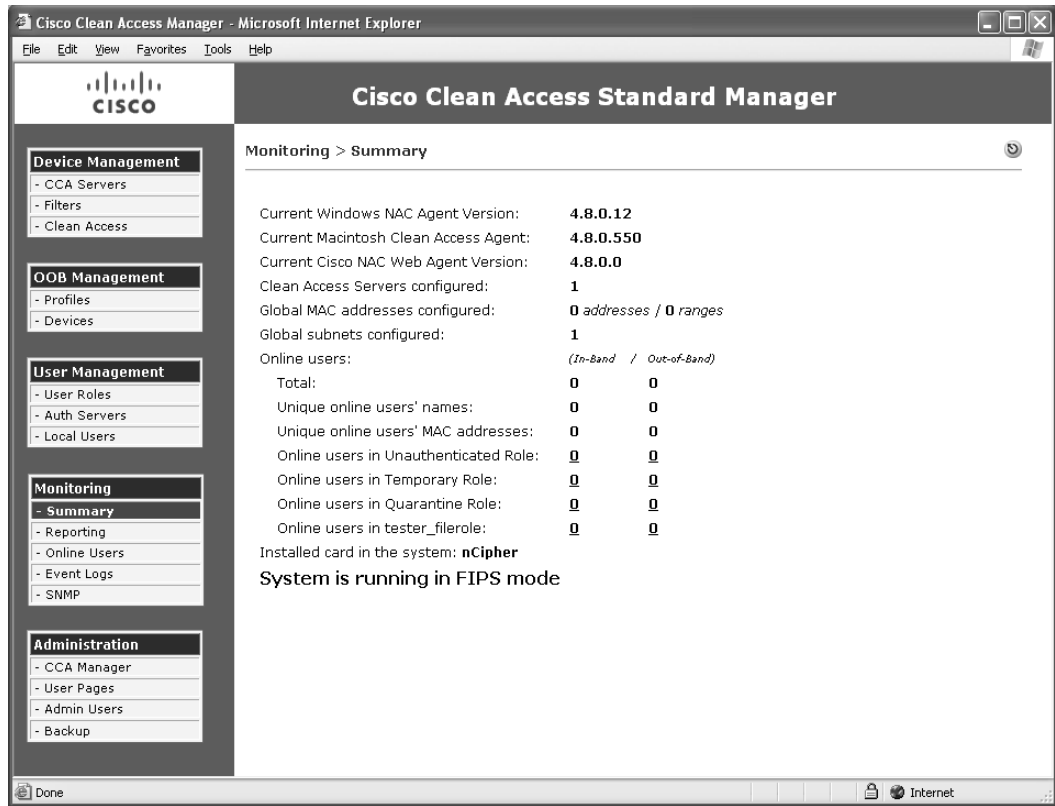 Cisco Clean Access Manager - Microsoft Internet Explorer
File Edit View Favorites Tools Help
CISCO
Cisco Clean Access Standard Manager
Device Management
- CCA Servers
- Filters
- Clean Access
OOB Management
- Profiles
- Devices
User Management
- User Roles
- Auth Servers
- Local Users
Monitoring
- Summary
- Reporting
- Online Users
- Event Logs
- SNMP
Administration
- CCA Manager
- User Pages
- Admin Users
- Backup
Monitoring > Summary
Current Windows NAC Agent Version: 4.8.0.12
Current Macintosh Clean Access Agent: 4.8.0.550
Current Cisco NAC Web Agent Version: 4.8.0.0
Clean Access Servers configured: 1
Global MAC addresses configured: 0 addresses / 0 ranges
Global subnets configured: 1
Online users: (In-Band / Out-of-Band)
Total: 0 0
Unique online users' names: 0 0
Unique online users' MAC addresses: 0 0
Online users in Unauthenticated Role: 0 0
Online users in Temporary Role: 0 0
Online users in Quarantine Role: 0 0
Online users in tester_filerole: 0 0
Installed card in the system: nCipher
System is running in FIPS mode
Done
Internet